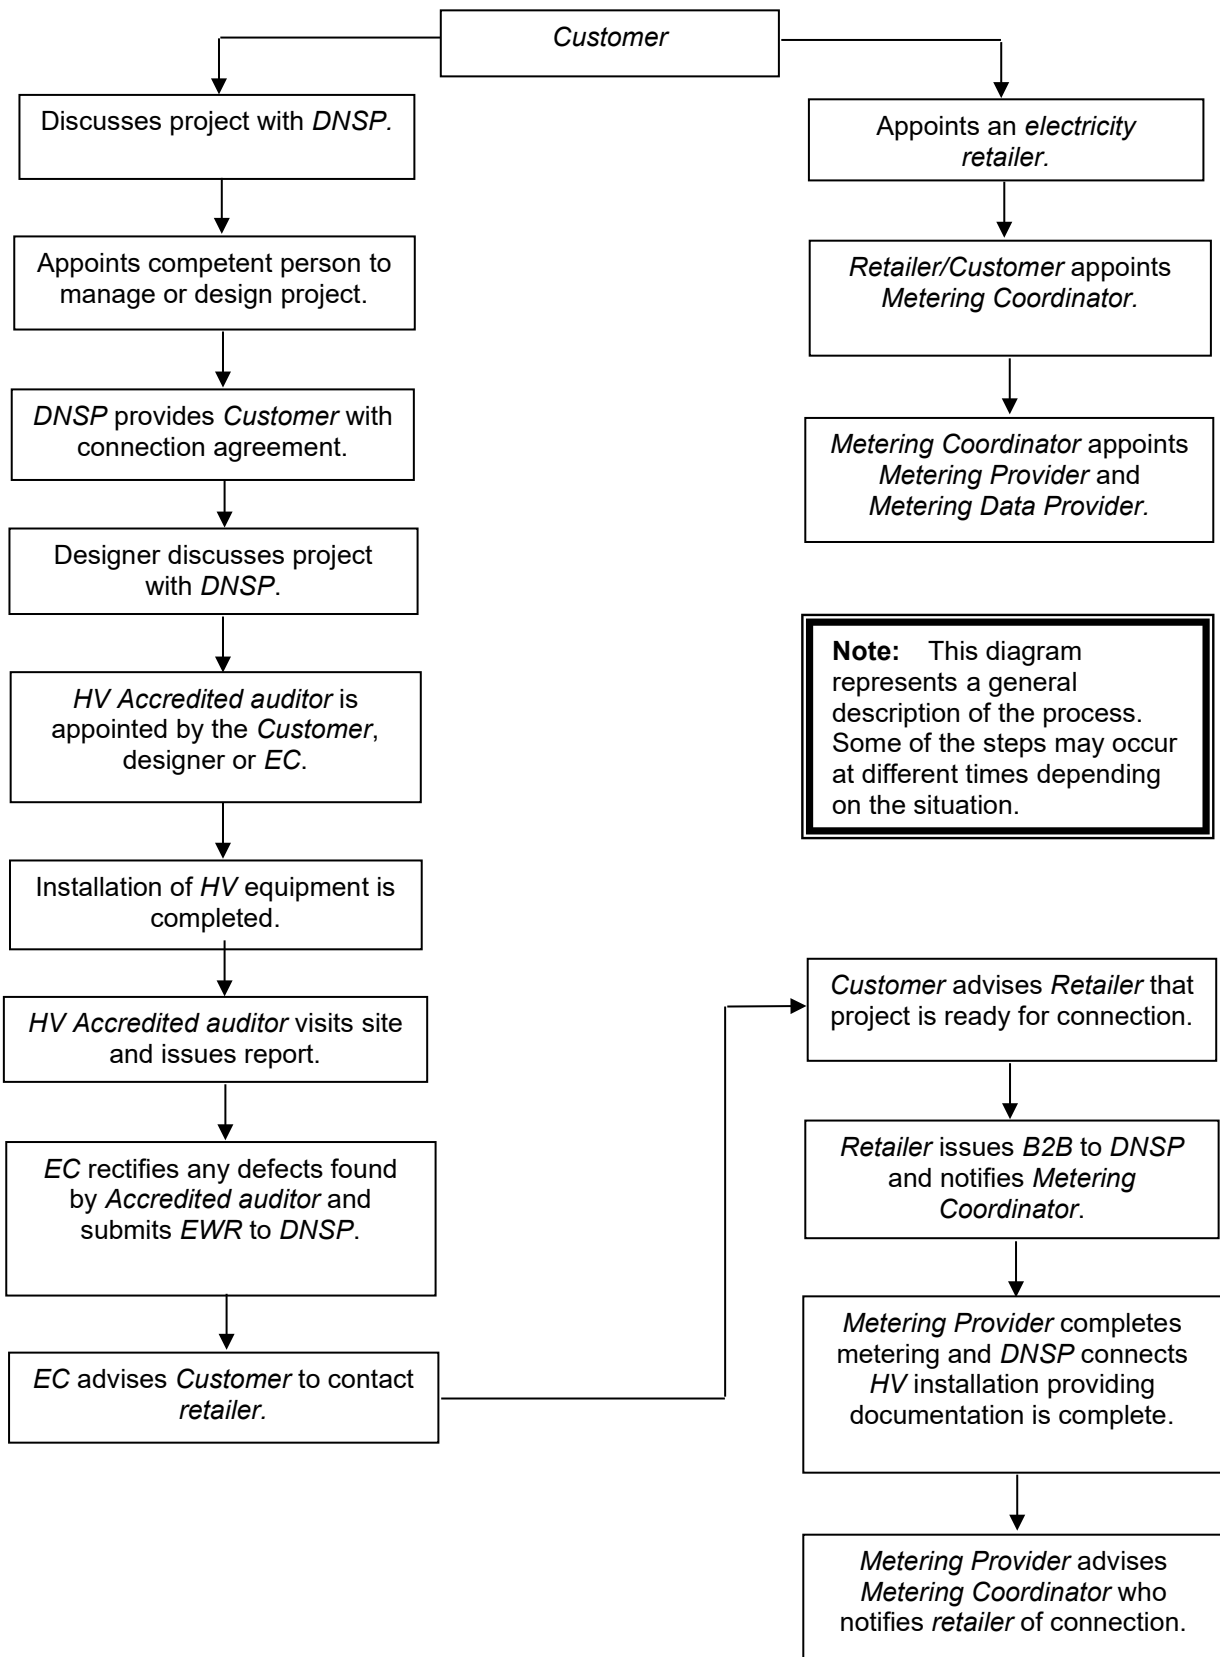 Customer
Discusses project with DNSP.
Appoints competent person to
manage or design project.
DNSP provides Customer with
connection agreement.
Designer discusses project
with DNSP.
HV Accredited auditor is
appointed by the Customer,
designer or EC.
Installation of HV equipment is
completed.
HV Accredited auditor visits site
and issues report.
EC rectifies any defects found
by Accredited auditor and
submits EWR to DNSP.
EC advises Customer to contact
retailer.
Appoints an electricity
retailer.
Retailer/Customer appoints
Metering Coordinator.
Metering Coordinator appoints
Metering Provider and
Metering Data Provider.
Note: This diagram
represents a general
description of the process.
Some of the steps may occur
at different times depending
on the situation.
Customer advises Retailer that
project is ready for connection.
Retailer issues B2B to DNSP
and notifies Metering
Coordinator.
Metering Provider completes
metering and DNSP connects
HV installation providing
documentation is complete.
Metering Provider advises
Metering Coordinator who
notifies retailer of connection.